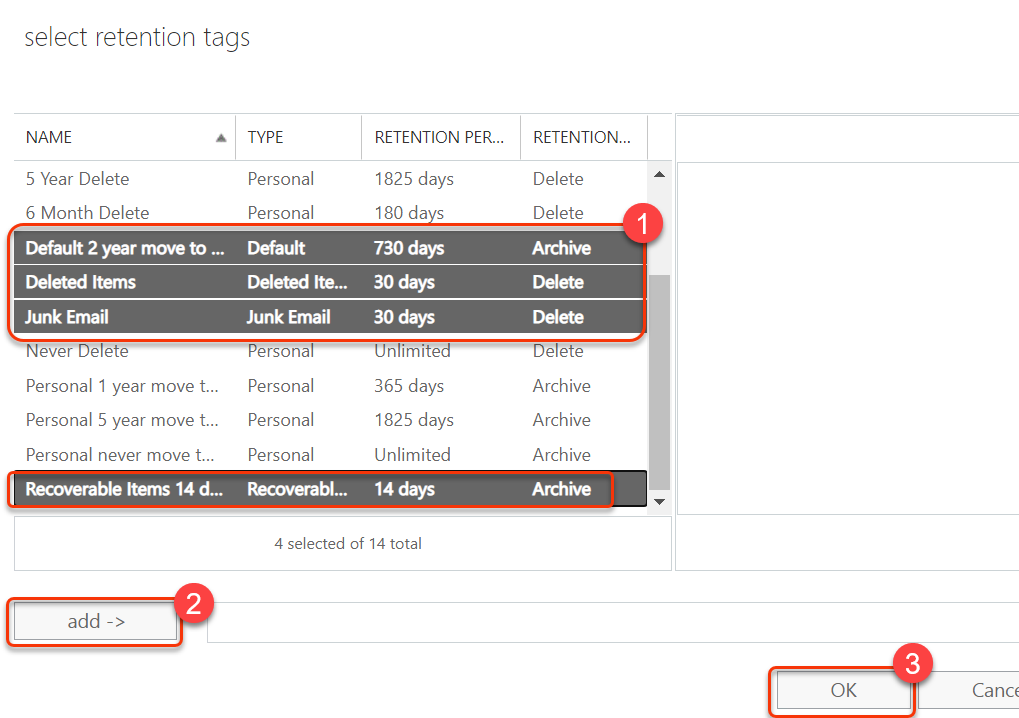 select retention tags
NAME TYPE RETENTION PER... RETENTION...
5 Year Delete Personal 1825 days Delete
6 Month Delete Personal 180 days Delete
1
Default 2 year move to ... Default 730 days Archive
Deleted Items Deleted Ite... 30 days Delete
Junk Email Junk Email 30 days Delete
Never Delete Personal Unlimited Delete
Personal 1 year move t... Personal 365 days Archive
Personal 5 year move t... Personal 1825 days Archive
Personal never move t... Personal Unlimited Archive
Recoverable Items 14 d... Recoverabl... 14 days Archive
4 selected of 14 total
2
add ->
3
OK Cance